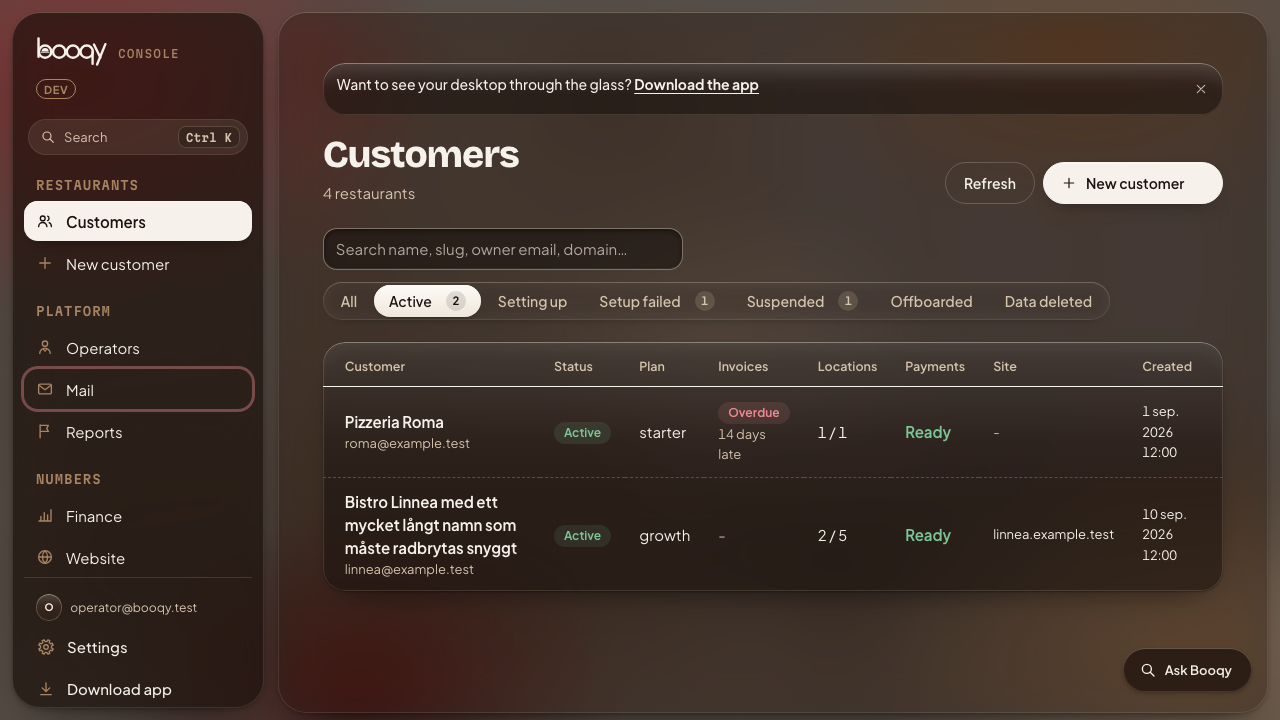 booqy CONSOLE
DEV
Search Ctrl K
RESTAURANTS
Customers
New customer
PLATFORM
Operators
Mail
Reports
NUMBERS
Finance
Website
O operator@booqy.test
Settings
Download app
Want to see your desktop through the glass? Download the app
Customers
4 restaurants
Refresh
New customer
Search name, slug, owner email, domain…
All Active 2 Setting up Setup failed 1 Suspended 1 Offboarded Data deleted
Customer Status Plan Invoices Locations Payments Site Created
Pizzeria Roma
roma@example.test
Active
starter
Overdue
14 days
late
1 / 1
Ready
-
1 sep.
2026
12:00
Bistro Linnea med ett
mycket långt namn som
måste radbrytas snyggt
linnea@example.test
Active
growth
-
2 / 5
Ready
linnea.example.test
10 sep.
2026
12:00
Ask Booqy